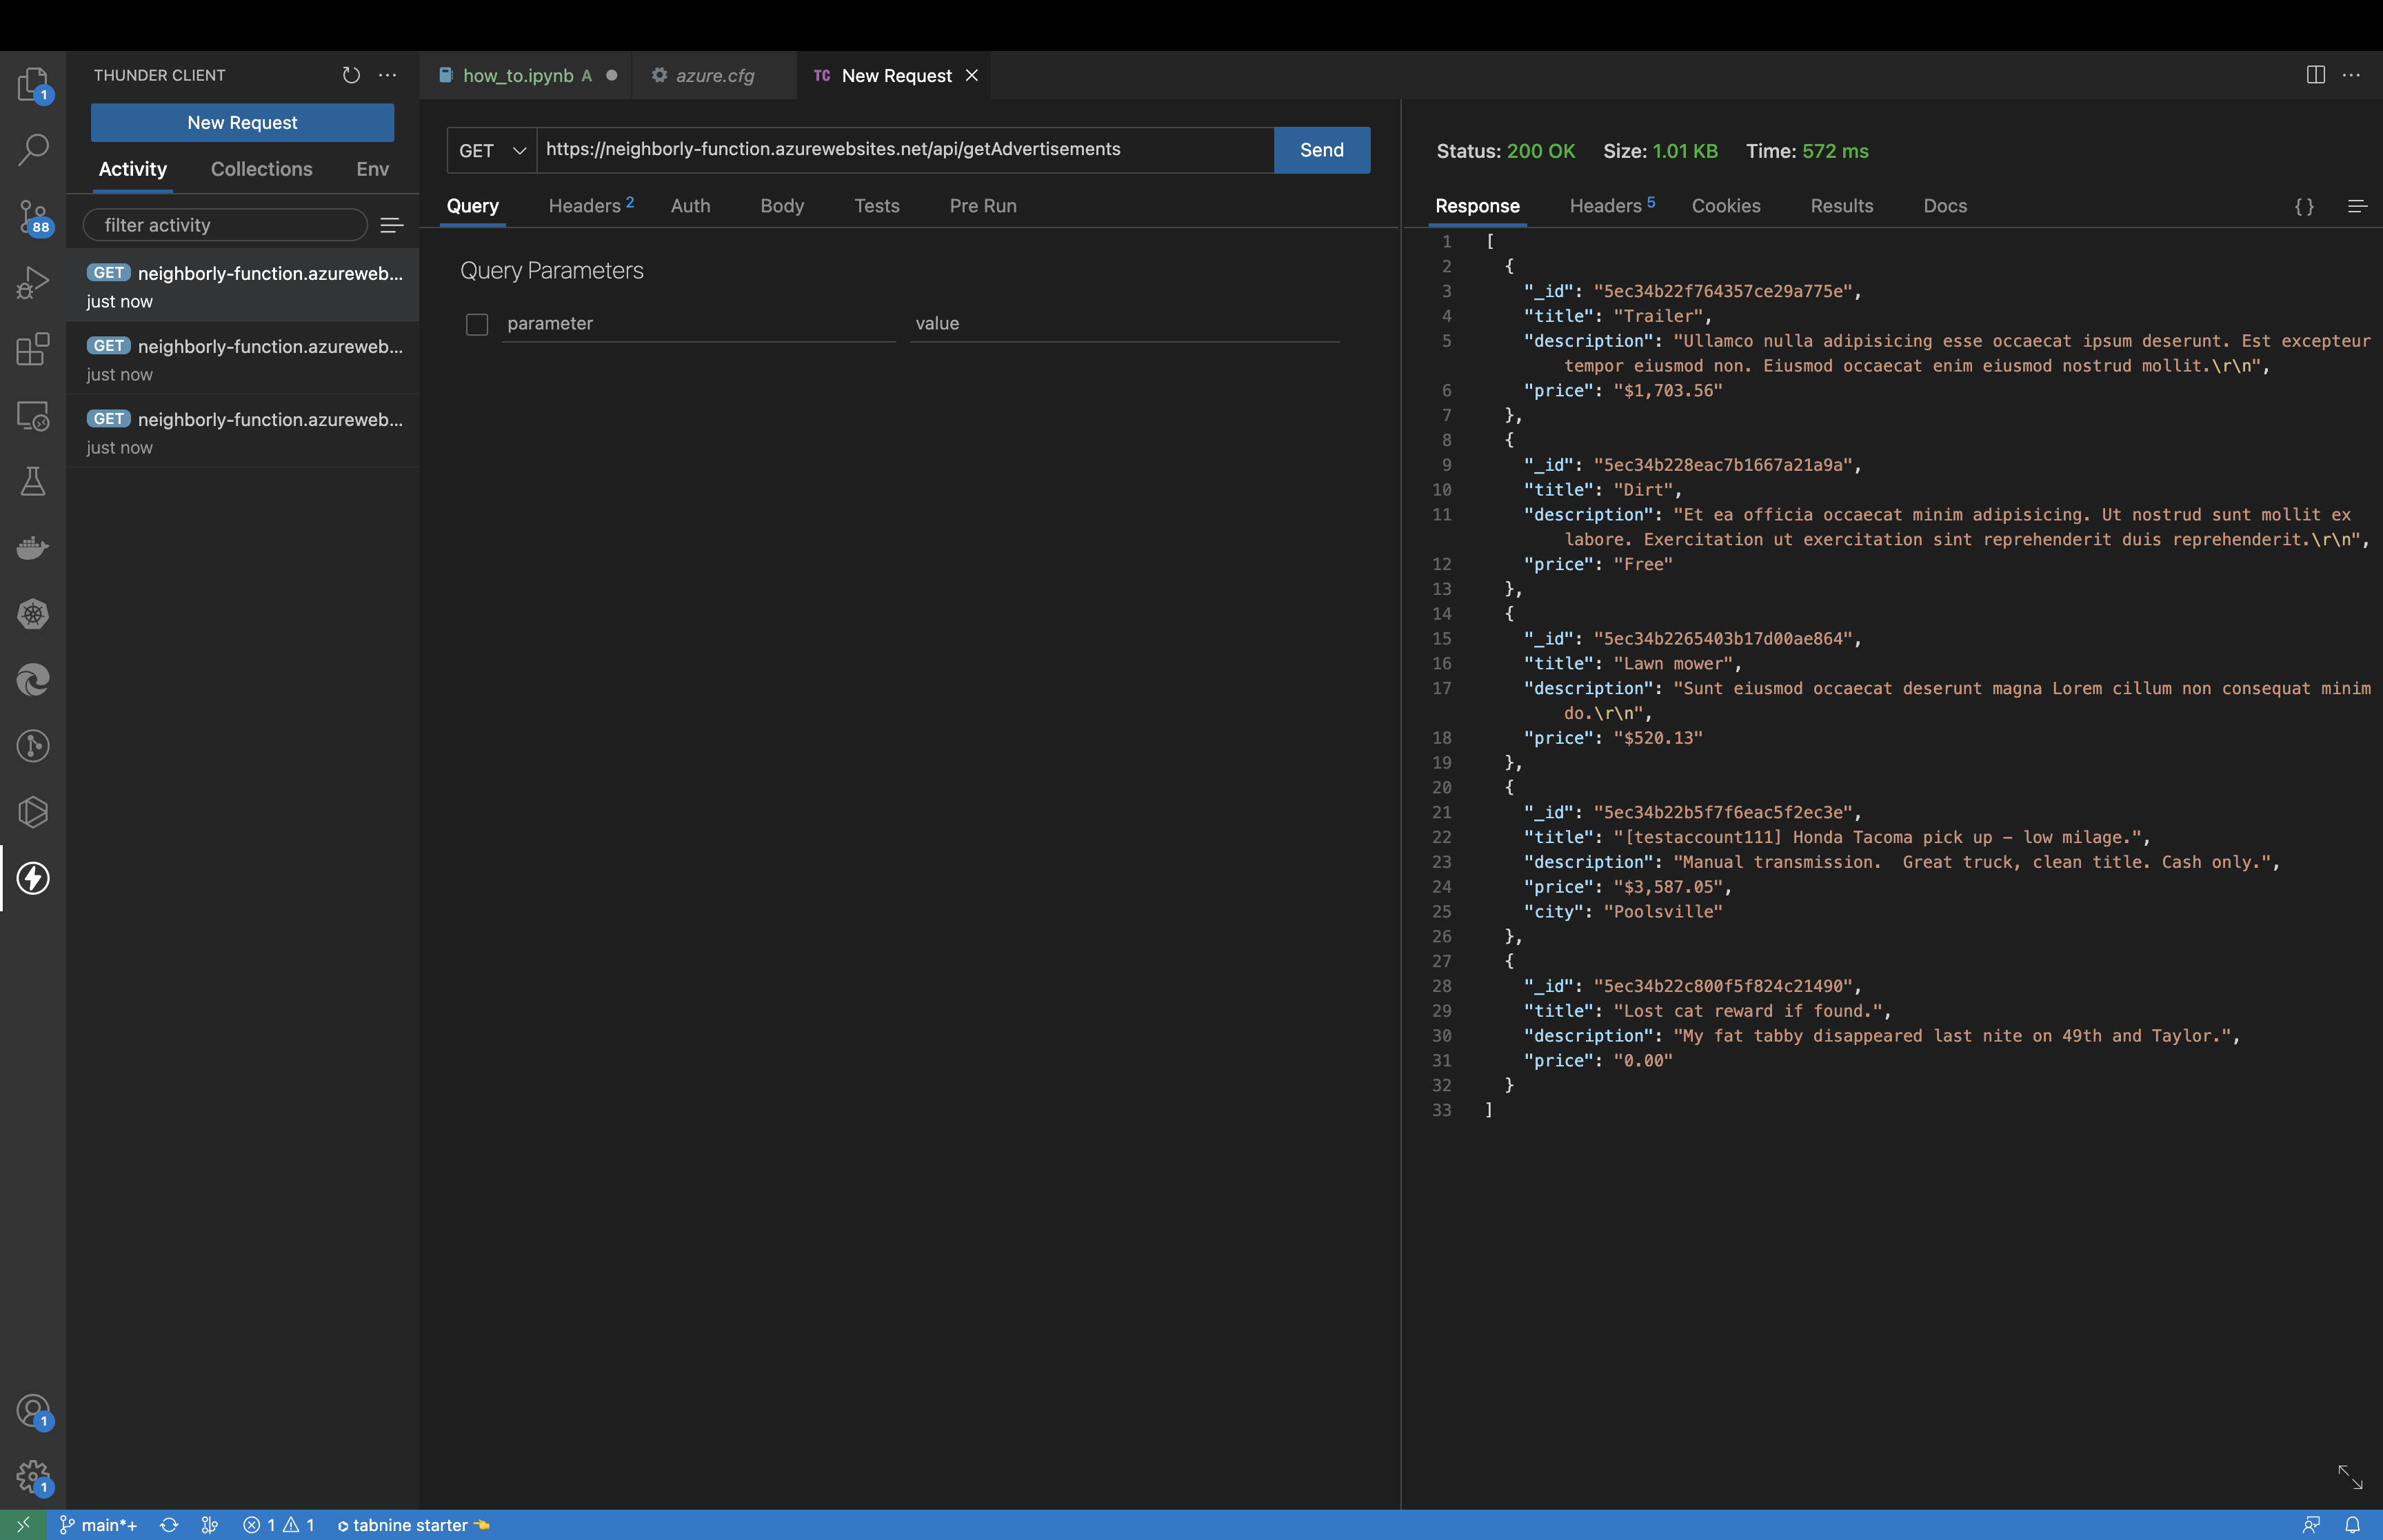 THUNDER CLIENT
New Request
Activity Collections Env
filter activity
GET neighborly-function.azureweb...
just now
GET neighborly-function.azureweb...
just now
GET neighborly-function.azureweb...
just now
1
88
1
1
how_to.ipynb A
azure.cfg
TC New Request
GET https://neighborly-function.azurewebsites.net/api/getAdvertisements Send
Query Headers 2 Auth Body Tests Pre Run
Query Parameters
parameter value
Status: 200 OK Size: 1.01 KB Time: 572 ms
Response Headers 5 Cookies Results Docs { }
1 [
2 {
3 "_id": "5ec34b22f764357ce29a775e",
4 "title": "Trailer",
5 "description": "Ullamco nulla adipisicing esse occaecat ipsum deserunt. Est excepteur
tempor eiusmod non. Eiusmod occaecat enim eiusmod nostrud mollit.\r\n",
6 "price": "$1,703.56"
7 },
8 {
9 "_id": "5ec34b228eac7b1667a21a9a",
10 "title": "Dirt",
11 "description": "Et ea officia occaecat minim adipisicing. Ut nostrud sunt mollit ex
labore. Exercitation ut exercitation sint reprehenderit duis reprehenderit.\r\n",
12 "price": "Free"
13 },
14 {
15 "_id": "5ec34b2265403b17d00ae864",
16 "title": "Lawn mower",
17 "description": "Sunt eiusmod occaecat deserunt magna Lorem cillum non consequat minim
do.\r\n",
18 "price": "$520.13"
19 },
20 {
21 "_id": "5ec34b22b5f7f6eac5f2ec3e",
22 "title": "[testaccount111] Honda Tacoma pick up – low milage.",
23 "description": "Manual transmission.  Great truck, clean title. Cash only.",
24 "price": "$3,587.05",
25 "city": "Poolsville"
26 },
27 {
28 "_id": "5ec34b22c800f5f824c21490",
29 "title": "Lost cat reward if found.",
30 "description": "My fat tabby disappeared last nite on 49th and Taylor.",
31 "price": "0.00"
32 }
33 ]
main*+ 1 1 tabnine starter